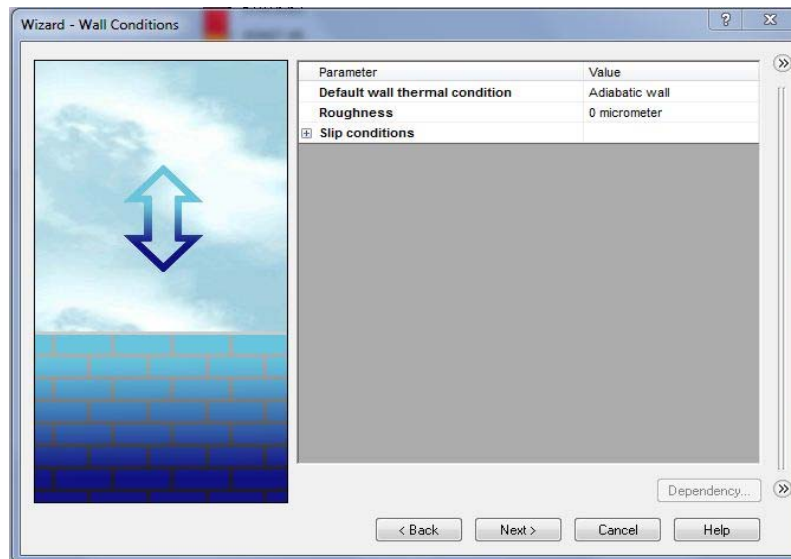 Wizard - Wall Conditions
Parameter Value
Default wall thermal condition Adiabatic wall
Roughness 0 micrometer
Slip conditions
Dependency...
< Back Next > Cancel Help